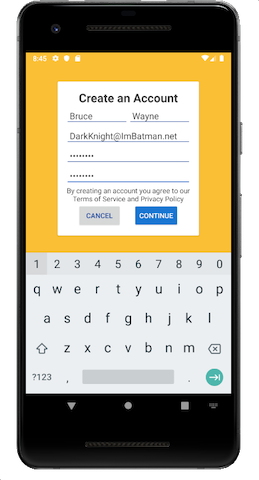 8:45
Create an Account
Bruce Wayne
DarkKnight@ImBatman.net
••••••••
••••••••
By creating an account you agree to our
Terms of Service and Privacy Policy
CANCEL CONTINUE
1 2 3 4 5 6 7 8 9 0
q w e r t y u i o p
a s d f g h j k l
z x c v b n m
?123 , .